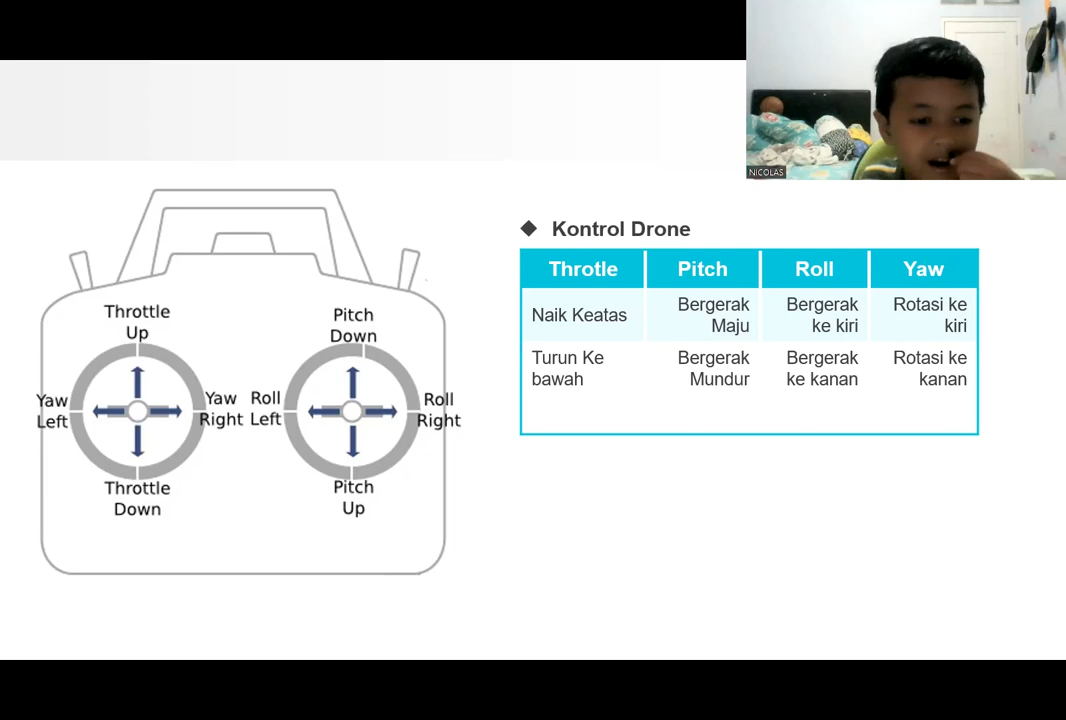 NICOLAS
Kontrol Drone
Throtle Pitch Roll Yaw
Naik Keatas Bergerak Maju Bergerak ke kiri Rotasi ke kiri
Turun Ke bawah Bergerak Mundur Bergerak ke kanan Rotasi ke kanan
Throttle
Up
Yaw
Left
Yaw
Right
Throttle
Down
Pitch
Down
Roll
Left
Roll
Right
Pitch
Up